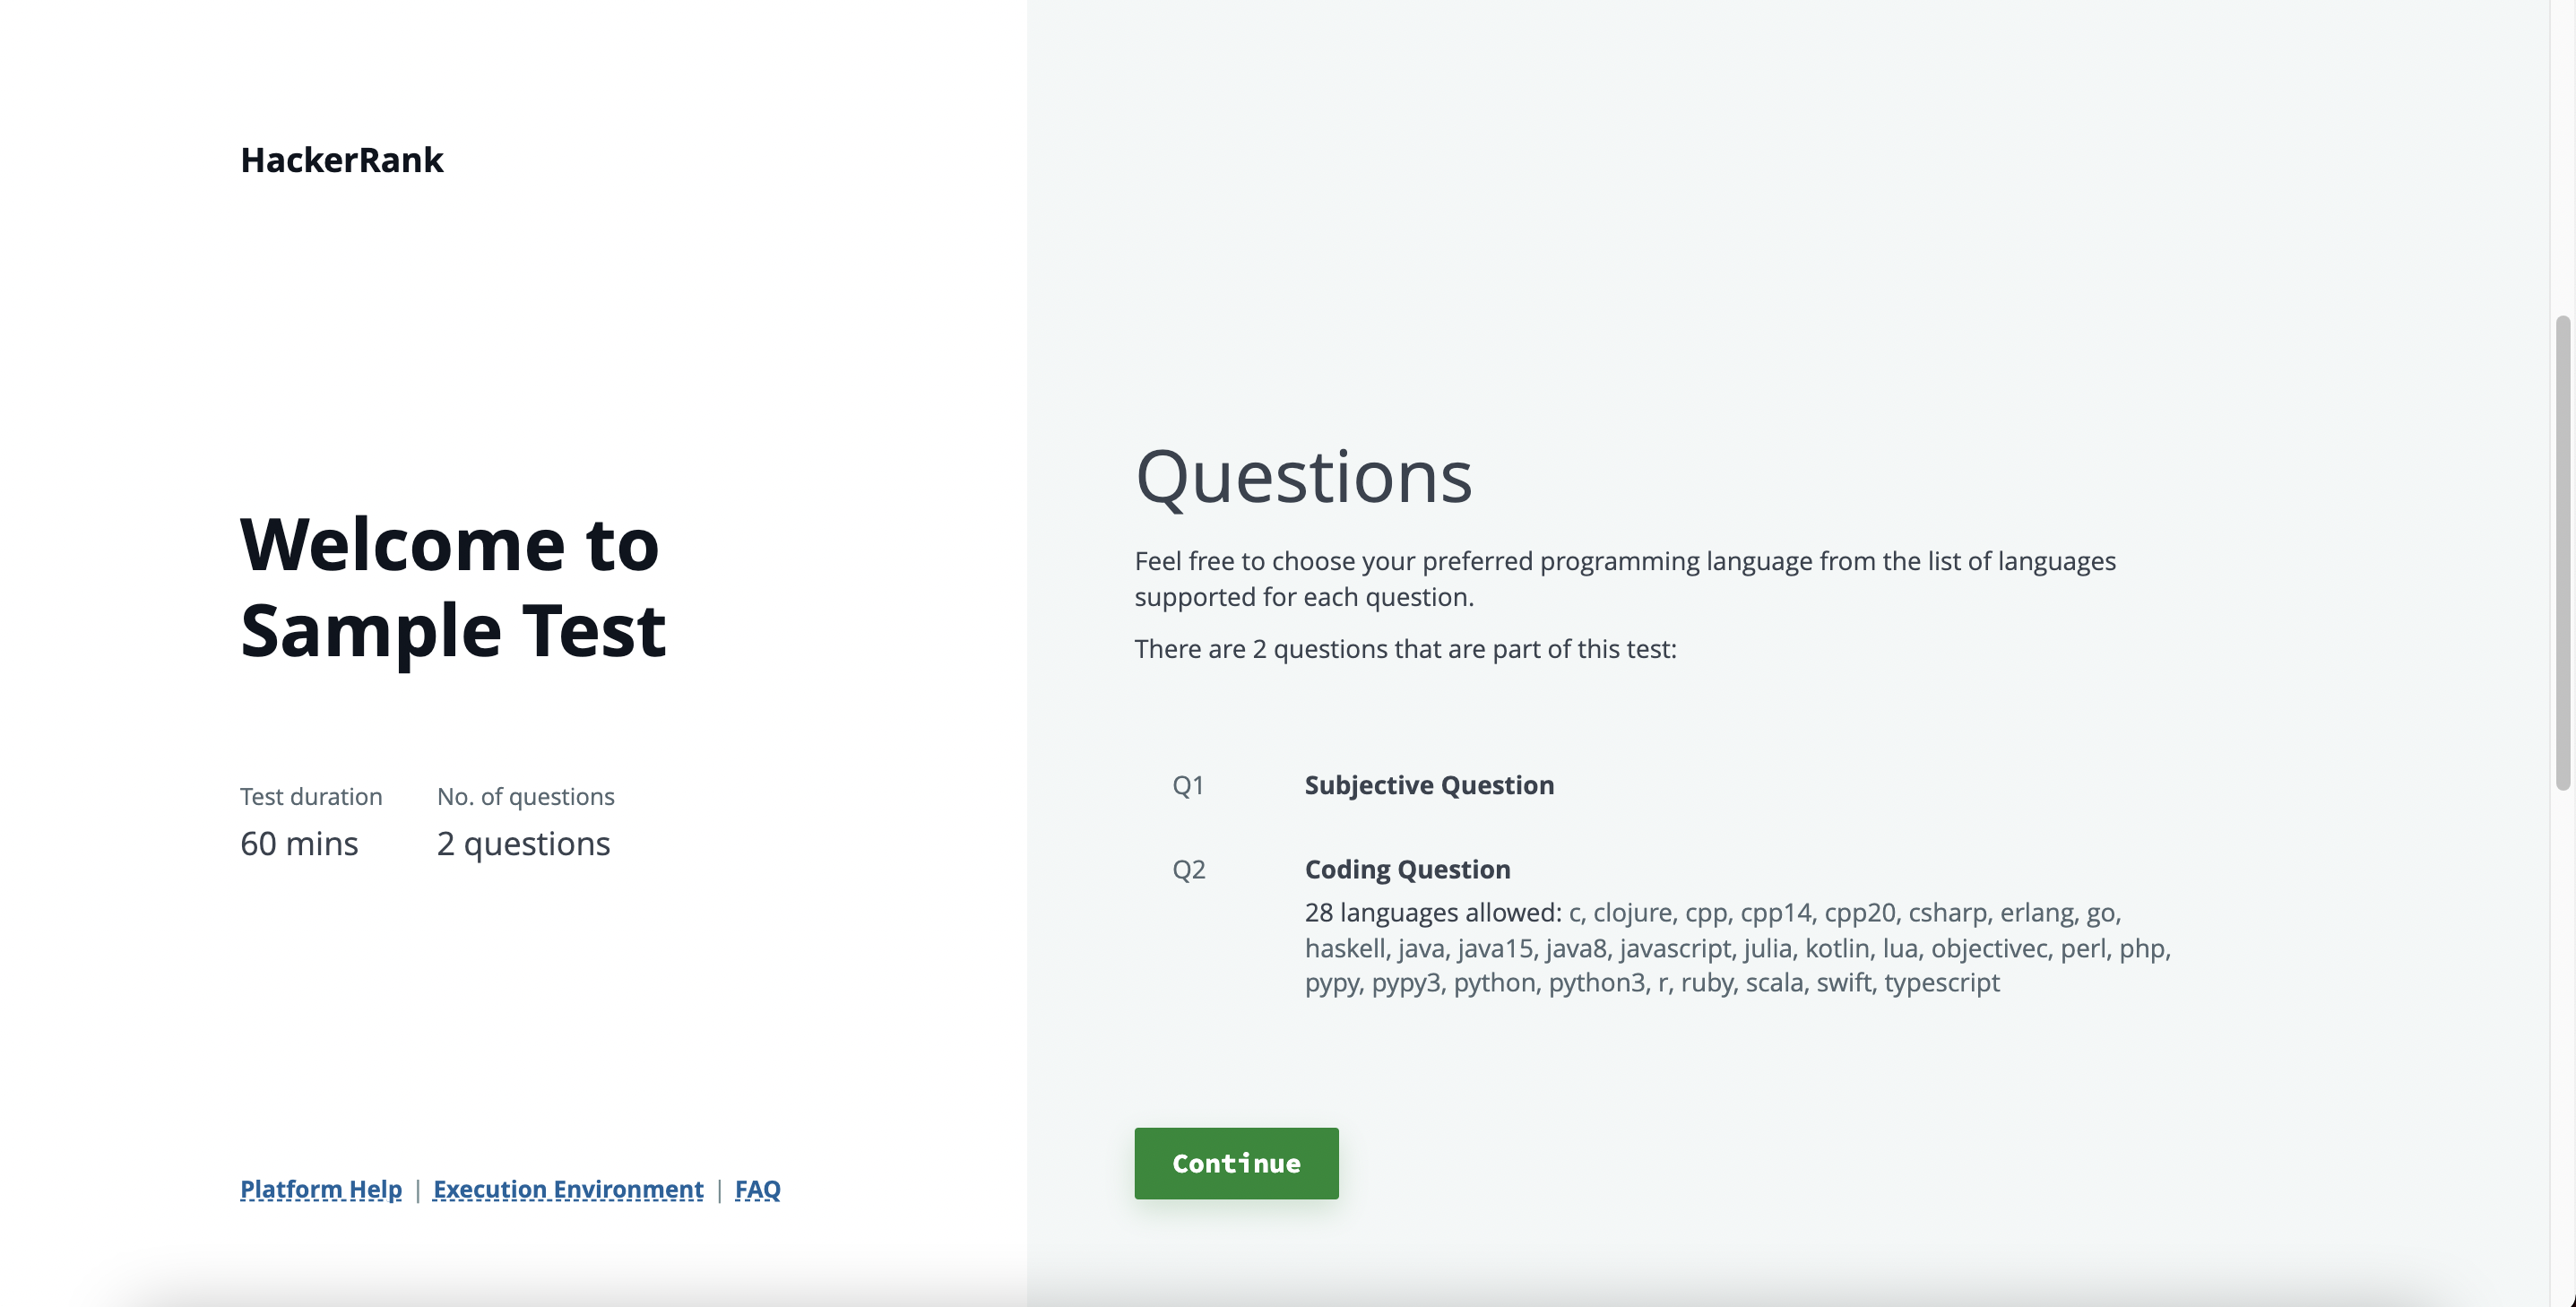 HackerRank
Welcome to
Sample Test
Test duration
No. of questions
60 mins
2 questions
Platform Help | Execution Environment | FAQ
Questions
Feel free to choose your preferred programming language from the list of languages
supported for each question.
There are 2 questions that are part of this test:
Q1
Subjective Question
Q2
Coding Question
28 languages allowed: c, clojure, cpp, cpp14, cpp20, csharp, erlang, go,
haskell, java, java15, java8, javascript, julia, kotlin, lua, objectivec, perl, php,
pypy, pypy3, python, python3, r, ruby, scala, swift, typescript
Continue